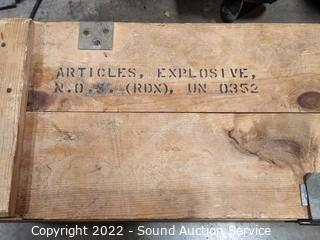 ARTICLES, EXPLOSIVE,
N.O.S. (RDX), UN 0352
Copyright 2022 - Sound Auction Service